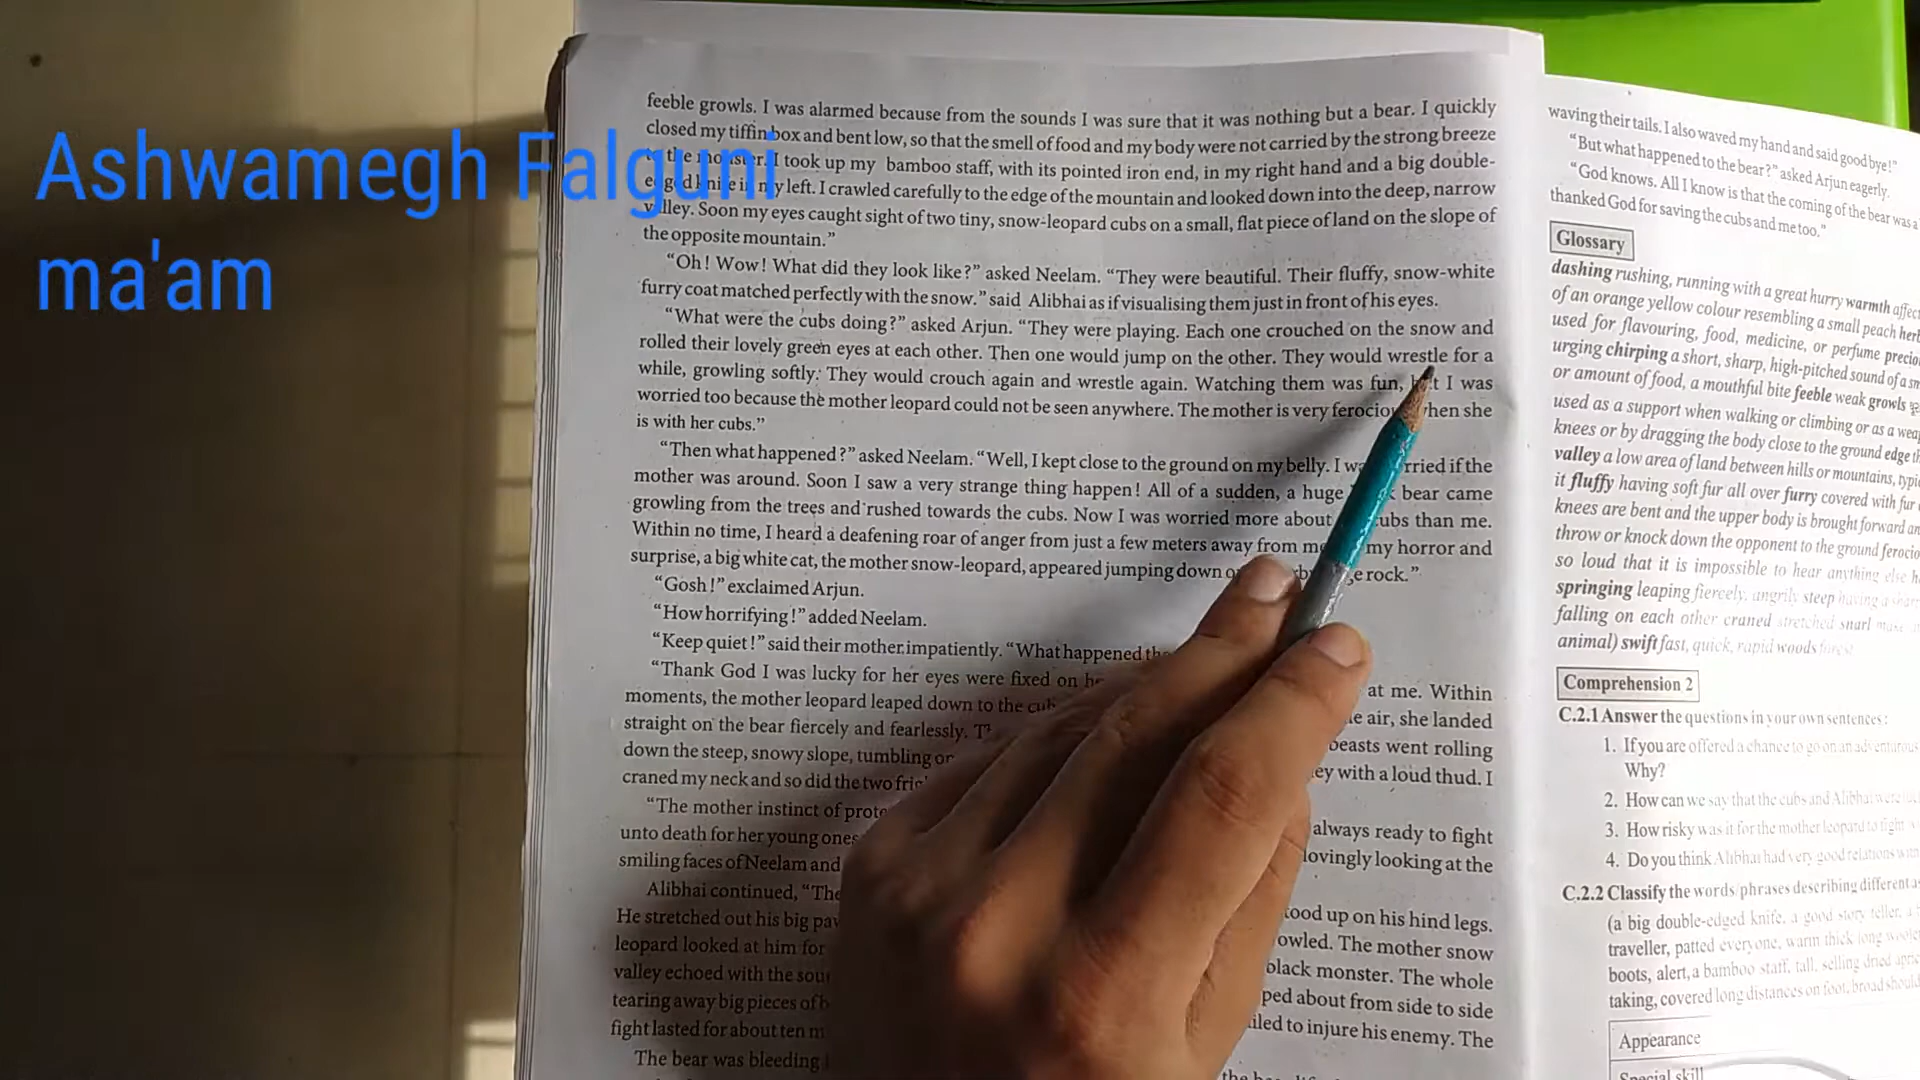 Ashwamegh Falguni
ma'am
feeble growls. I was alarmed because from the sounds I was sure that it was nothing but a bear. I quickly
closed my tiffin box and bent low, so that the smell of food and my body were not carried by the strong breeze
the monster. I took up my bamboo staff, with its pointed iron end, in my right hand and a big double-
edged knife in my left. I crawled carefully to the edge of the mountain and looked down into the deep, narrow
valley. Soon my eyes caught sight of two tiny, snow-leopard cubs on a small, flat piece of land on the slope of
the opposite mountain.”
“Oh! Wow! What did they look like?” asked Neelam. “They were beautiful. Their fluffy, snow-white
furry coat matched perfectly with the snow.” said Alibhai as if visualising them just in front of his eyes.
“What were the cubs doing?” asked Arjun. “They were playing. Each one crouched on the snow and
rolled their lovely green eyes at each other. Then one would jump on the other. They would wrestle for a
while, growling softly. They would crouch again and wrestle again. Watching them was fun, I was
worried too because the mother leopard could not be seen anywhere. The mother is very when she
is with her cubs.”
“Then what happened?” asked Neelam. “Well, I kept close to the ground on my belly. I if the
mother was around. Soon I saw a very strange thing happen! All of a sudden, a huge bear came
growling from the trees and rushed towards the cubs. Now I was worried more about cubs than me.
Within no time, I heard a deafening roar of anger from just a few meters away from my horror and
surprise, a big white cat, the mother snow-leopard, appeared jumping down rock.”
“Gosh!” exclaimed Arjun.
“How horrifying!” added Neelam.
“Keep quiet!” said their mother impatiently. “What happened
“Thank God I was lucky for her eyes were fixed on at me. Within
moments, the mother leopard leaped down to the air, she landed
straight on the bear fiercely and fearlessly. beasts went rolling
down the steep, snowy slope, tumbling with a loud thud. I
craned my neck and so did the two
“The mother instinct of always ready to fight
unto death for her young ones lovingly looking at the
smiling faces of Neelam and
Alibhai continued, up on his hind legs.
He stretched out his big The mother snow
leopard looked at him for black monster. The whole
valley echoed with the about from side to side
tearing away big pieces of to injure his enemy. The
fight lasted for about ten
The bear was bleeding
waving their tails. I also waved my hand and said good bye!”
“But what happened to the bear?” asked Arjun eagerly.
“God knows. All I know is that the coming of the bear was a
thanked God for saving the cubs and me too.”
Glossary
dashing rushing, running with a great hurry warmth
of an orange yellow colour resembling a small peach
used for flavouring, food, medicine, or perfume
urging chirping a short, sharp, high-pitched sound of a
or amount of food, a mouthful bite feeble weak growls
used as a support when walking or climbing or as a
knees or by dragging the body close to the ground edge
valley a low area of land between hills or mountains,
it fluffy having soft fur all over furry covered with fur
knees are bent and the upper body is brought forward
throw or knock down the opponent to the ground
so loud that it is impossible to hear anything else
springing leaping fiercely, angrily steep having a
falling on each other craned stretched snarl
animal) swift fast, quick, rapid woods
Comprehension 2
C.2.1 Answer the questions in your own sentences :
1. If you are offered a chance to go on an
Why?
2. How can we say that the cubs and Alibhai were
3. How risky was it for the mother leopard to fight
4. Do you think Alibhai had very good relations
C.2.2 Classify the words/phrases describing different
(a big double-edged knife, a good story teller,
traveller, patted everyone, warm thick long
boots, alert, a bamboo staff, tall, selling dried
taking, covered long distances on foot, broad
Appearance
Special skill